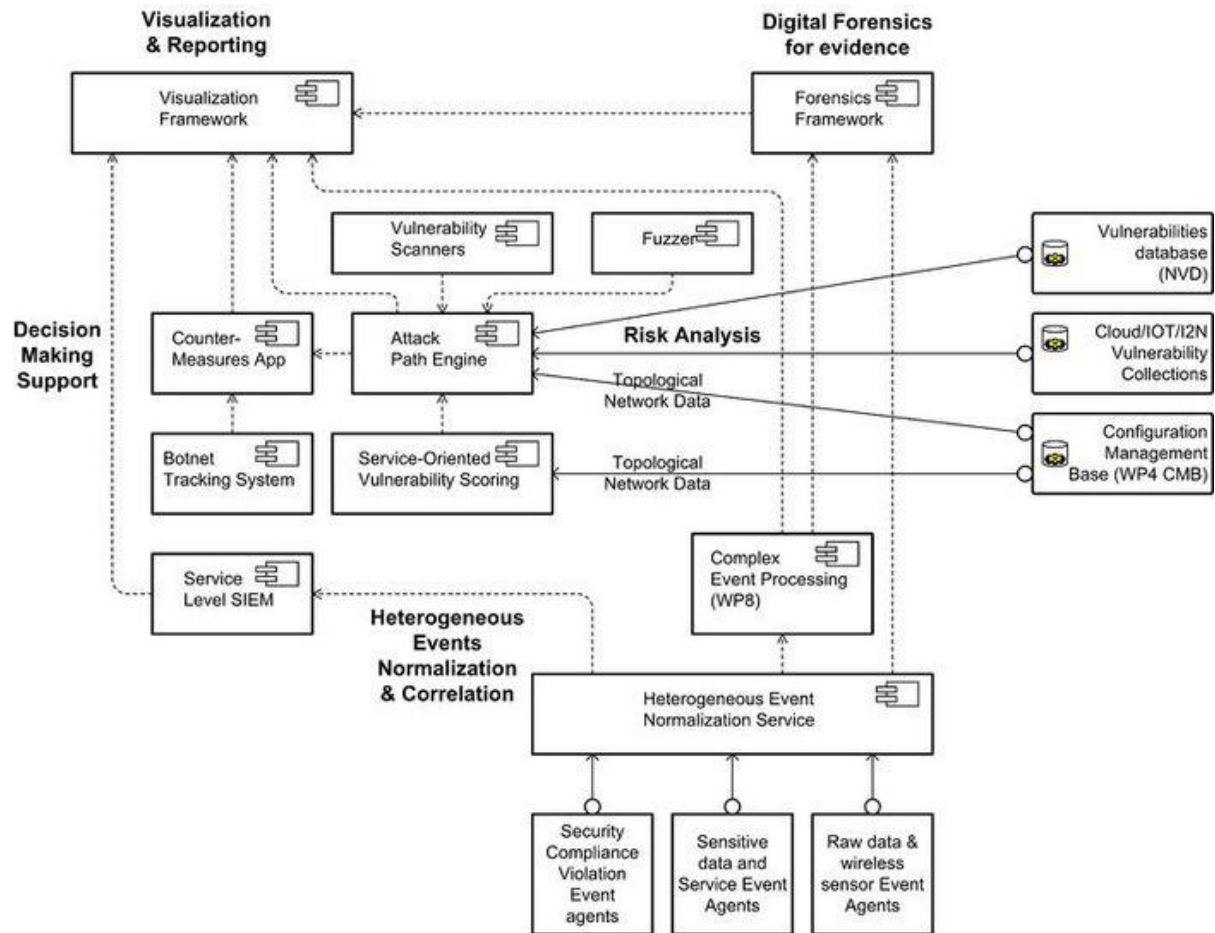 Visualization
& Reporting
Digital Forensics
for evidence
Visualization
Framework
Forensics
Framework
Vulnerability
Scanners
Fuzzer
Vulnerabilities
database
(NVD)
Decision
Making
Support
Counter-
Measures App
Attack
Path Engine
Risk Analysis
Cloud/IOT/I2N
Vulnerability
Collections
Topological
Network Data
Botnet
Tracking System
Service-Oriented
Vulnerability Scoring
Topological
Network Data
Configuration
Management
Base (WP4 CMB)
Service
Level SIEM
Complex
Event Processing
(WP8)
Heterogeneous
Events
Normalization
& Correlation
Heterogeneous Event
Normalization Service
Security
Compliance
Violation
Event
agents
Sensitive
data and
Service Event
Agents
Raw data &
wireless
sensor Event
Agents